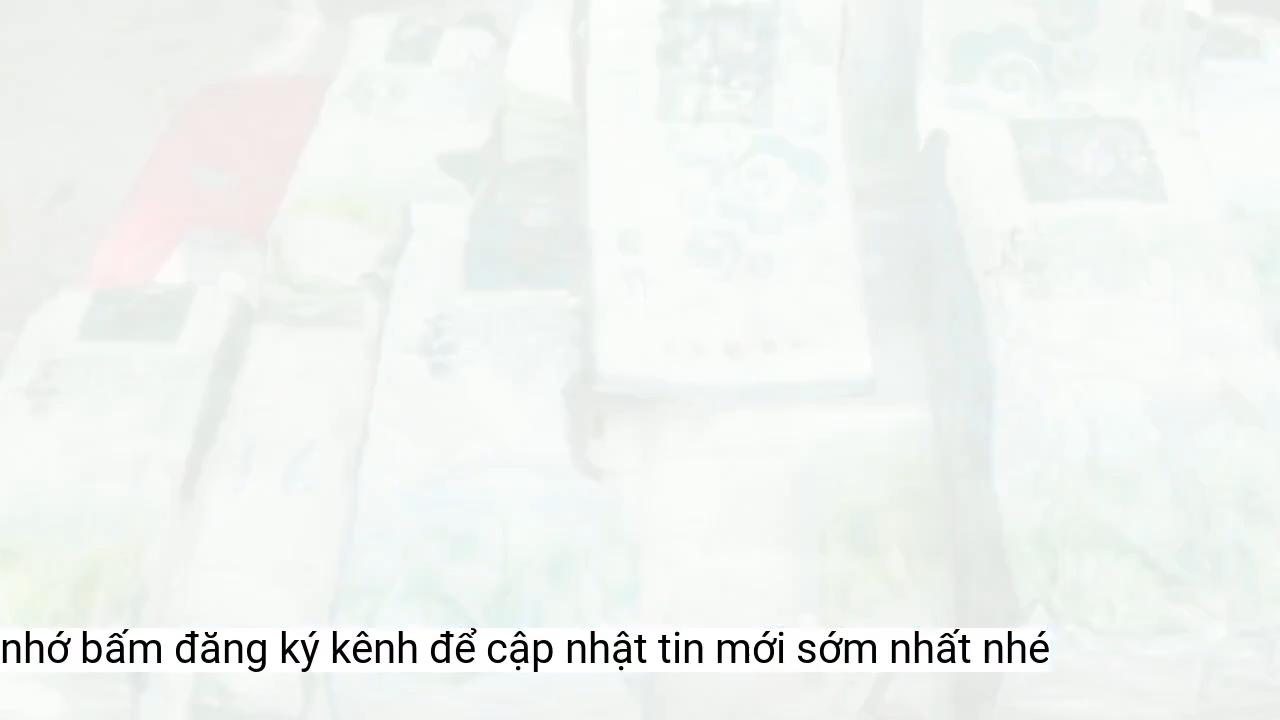 nhớ bấm đăng ký kênh để cập nhật tin mới sớm nhất nhé